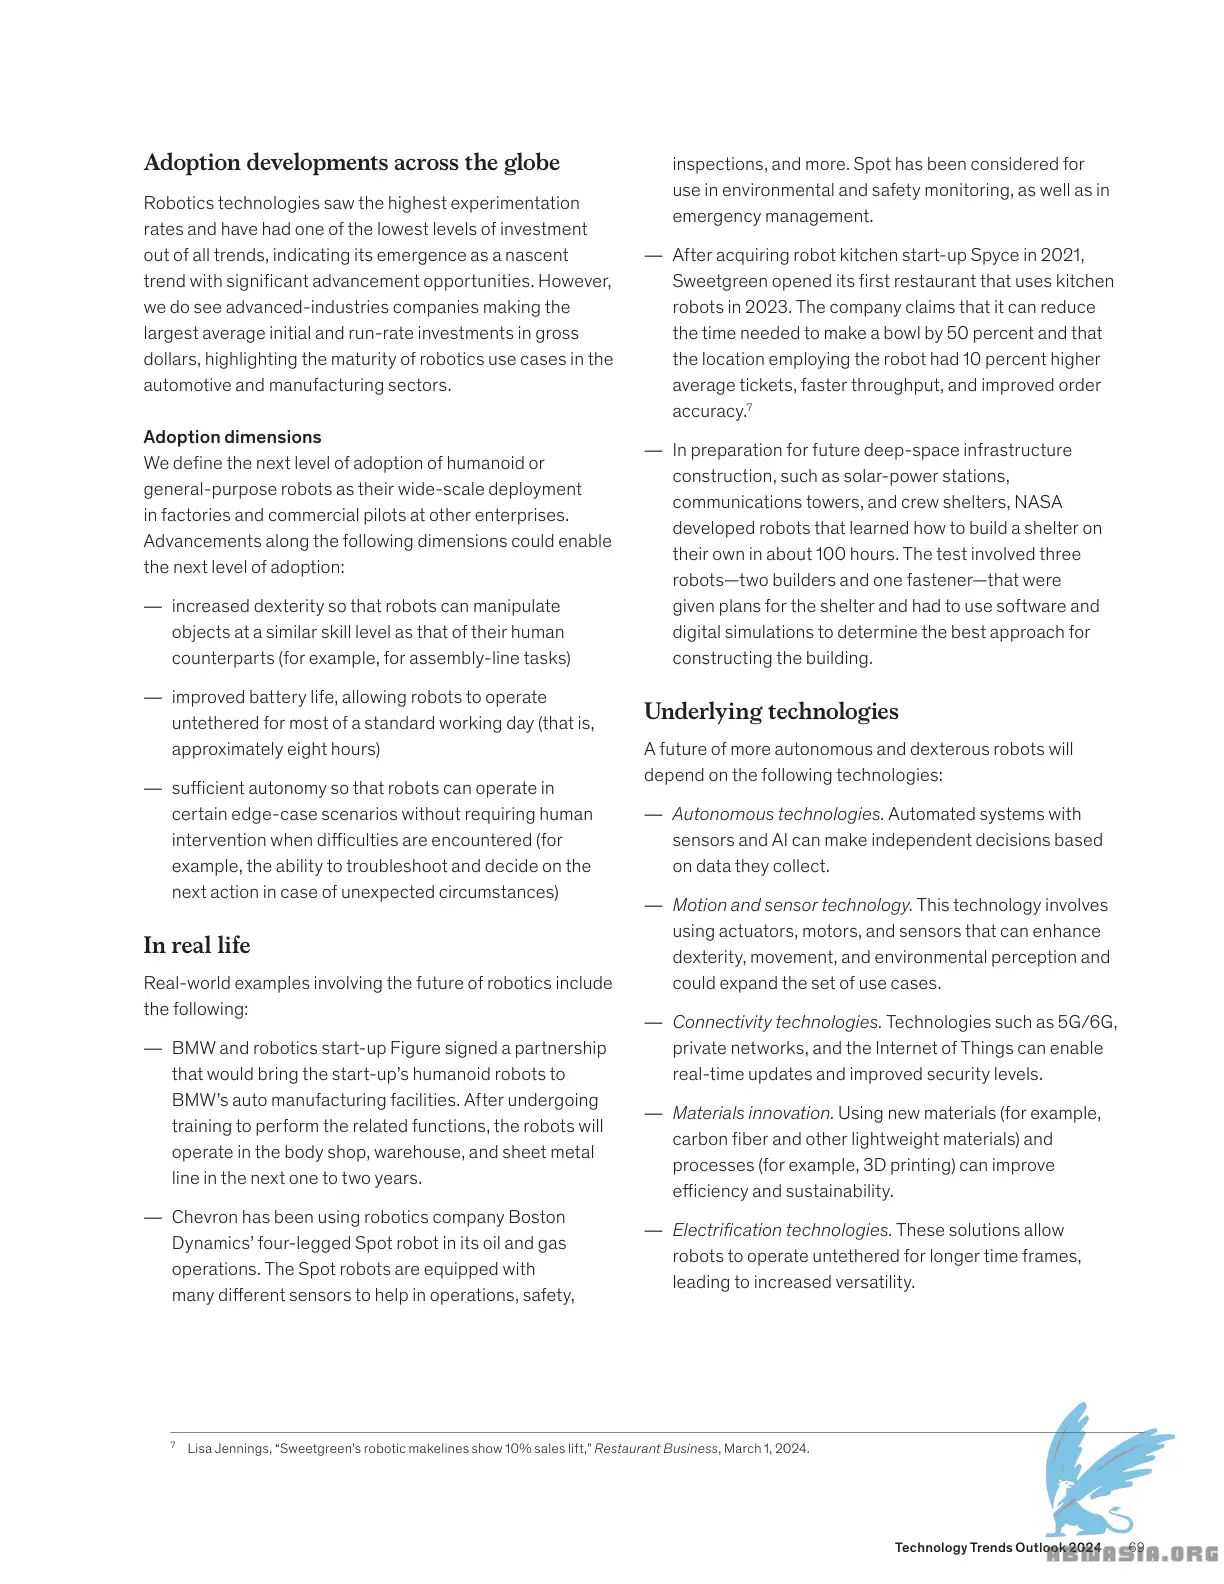 Adoption developments across the globe
Robotics technologies saw the highest experimentation
rates and have had one of the lowest levels of investment
out of all trends, indicating its emergence as a nascent
trend with significant advancement opportunities. However,
we do see advanced-industries companies making the
largest average initial and run-rate investments in gross
dollars, highlighting the maturity of robotics use cases in the
automotive and manufacturing sectors.
Adoption dimensions
We define the next level of adoption of humanoid or
general-purpose robots as their wide-scale deployment
in factories and commercial pilots at other enterprises.
Advancements along the following dimensions could enable
the next level of adoption:
— increased dexterity so that robots can manipulate
objects at a similar skill level as that of their human
counterparts (for example, for assembly-line tasks)
— improved battery life, allowing robots to operate
untethered for most of a standard working day (that is,
approximately eight hours)
— sufficient autonomy so that robots can operate in
certain edge-case scenarios without requiring human
intervention when difficulties are encountered (for
example, the ability to troubleshoot and decide on the
next action in case of unexpected circumstances)
In real life
Real-world examples involving the future of robotics include
the following:
— BMW and robotics start-up Figure signed a partnership
that would bring the start-up’s humanoid robots to
BMW’s auto manufacturing facilities. After undergoing
training to perform the related functions, the robots will
operate in the body shop, warehouse, and sheet metal
line in the next one to two years.
— Chevron has been using robotics company Boston
Dynamics’ four-legged Spot robot in its oil and gas
operations. The Spot robots are equipped with
many different sensors to help in operations, safety,
inspections, and more. Spot has been considered for
use in environmental and safety monitoring, as well as in
emergency management.
— After acquiring robot kitchen start-up Spyce in 2021,
Sweetgreen opened its first restaurant that uses kitchen
robots in 2023. The company claims that it can reduce
the time needed to make a bowl by 50 percent and that
the location employing the robot had 10 percent higher
average tickets, faster throughput, and improved order
accuracy.7
— In preparation for future deep-space infrastructure
construction, such as solar-power stations,
communications towers, and crew shelters, NASA
developed robots that learned how to build a shelter on
their own in about 100 hours. The test involved three
robots—two builders and one fastener—that were
given plans for the shelter and had to use software and
digital simulations to determine the best approach for
constructing the building.
Underlying technologies
A future of more autonomous and dexterous robots will
depend on the following technologies:
— Autonomous technologies. Automated systems with
sensors and AI can make independent decisions based
on data they collect.
— Motion and sensor technology. This technology involves
using actuators, motors, and sensors that can enhance
dexterity, movement, and environmental perception and
could expand the set of use cases.
— Connectivity technologies. Technologies such as 5G/6G,
private networks, and the Internet of Things can enable
real-time updates and improved security levels.
— Materials innovation. Using new materials (for example,
carbon fiber and other lightweight materials) and
processes (for example, 3D printing) can improve
efficiency and sustainability.
— Electrification technologies. These solutions allow
robots to operate untethered for longer time frames,
leading to increased versatility.
7 Lisa Jennings, “Sweetgreen’s robotic makelines show 10% sales lift,” Restaurant Business, March 1, 2024.
Technology Trends Outlook 2024 69
ABWASIA.ORG